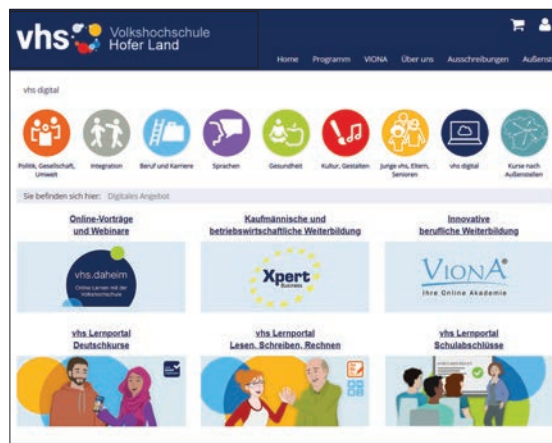 vhs
Volkshochschule
Hofer Land
Home Programm VIONA Über uns Ausschreibungen Außenst
vhs digital
Politik, Gesellschaft, Umwelt
Integration
Beruf und Karriere
Sprachen
Gesundheit
Kultur, Gestalten
Junge vhs, Eltern, Senioren
vhs digital
Kurse nach Außenstellen
Sie befinden sich hier: Digitales Angebot
Online-Vorträge
und Webinare
Kaufmännische und
betriebswirtschaftliche Weiterbildung
Innovative
berufliche Weiterbildung
vhs.daheim
Online Lernen mit der
Volkshochschule
Xpert
Business
VIONA®
Ihre Online Akademie
vhs Lernportal
Deutschkurse
vhs Lernportal
Lesen, Schreiben, Rechnen
vhs Lernportal
Schulabschlüsse